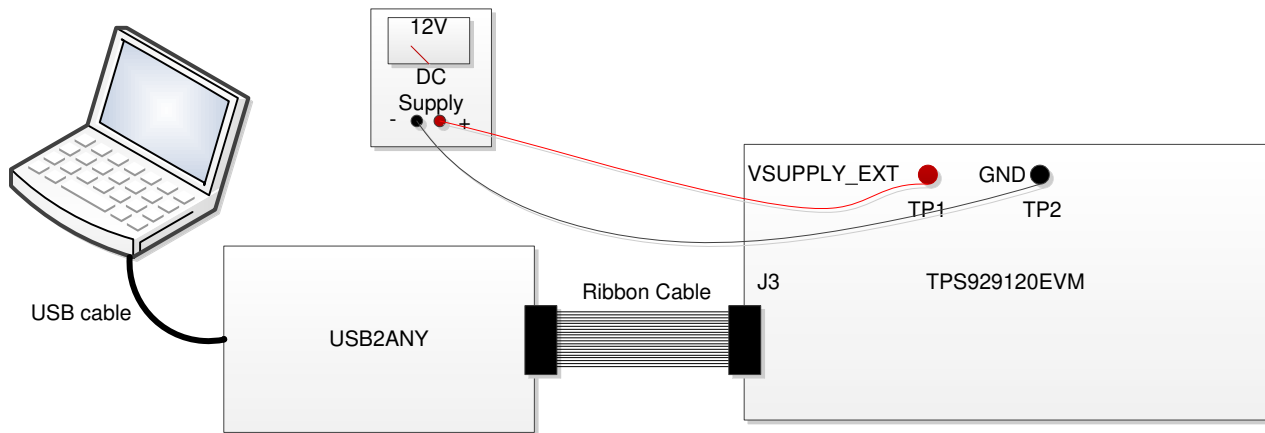 12V
DC
Supply
- +
VSUPPLY_EXT
GND
TP1
TP2
J3
TPS929120EVM
Ribbon Cable
USB cable
USB2ANY